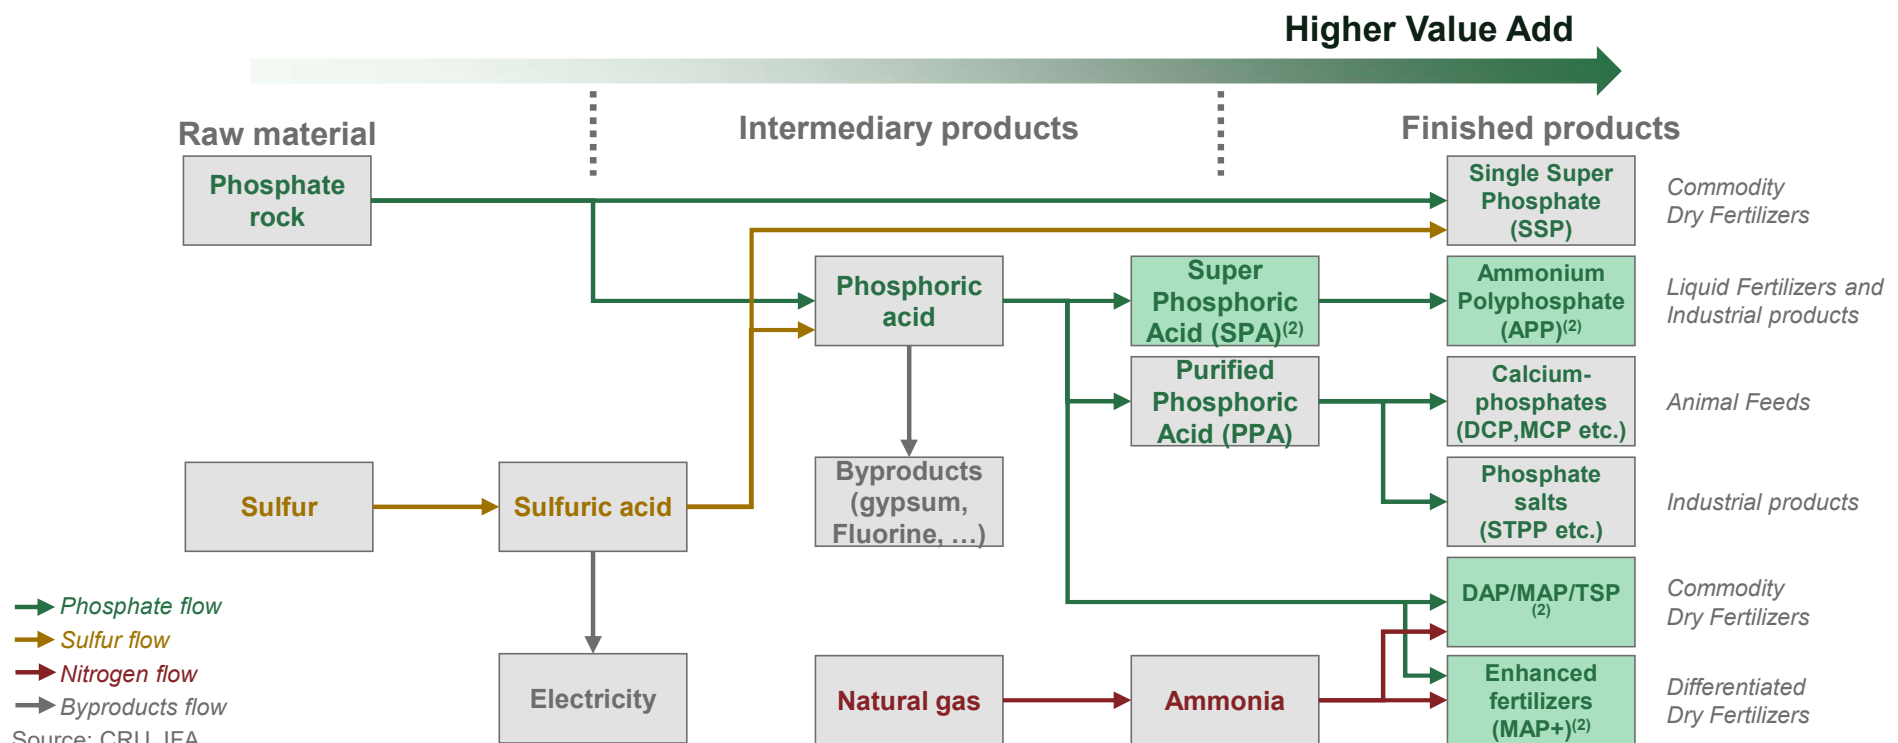 Higher Value Add
Raw material
Intermediary products
Finished products
Phosphate
rock
Single Super
Phosphate
(SSP)
Commodity
Dry Fertilizers
Phosphoric
acid
Super
Phosphoric
Acid (SPA)(2)
Ammonium
Polyphosphate
(APP)(2)
Liquid Fertilizers and
Industrial products
Purified
Phosphoric
Acid (PPA)
Calcium-
phosphates
(DCP,MCP etc.)
Animal Feeds
Sulfur
Sulfuric acid
Byproducts
(gypsum,
Fluorine, …)
Phosphate
salts
(STPP etc.)
Industrial products
DAP/MAP/TSP
(2)
Commodity
Dry Fertilizers
Electricity
Natural gas
Ammonia
Enhanced
fertilizers
(MAP+)(2)
Differentiated
Dry Fertilizers
Phosphate flow
Sulfur flow
Nitrogen flow
Byproducts flow
Source: CRU, IFA